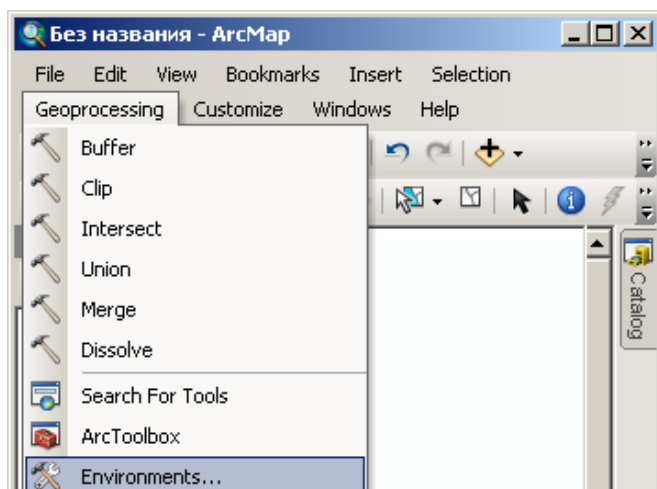 Без названия - ArcMap
File Edit View Bookmarks Insert Selection
Geoprocessing Customize Windows Help
Buffer
Clip
Intersect
Union
Merge
Dissolve
Search For Tools
ArcToolbox
Environments...
Catalog